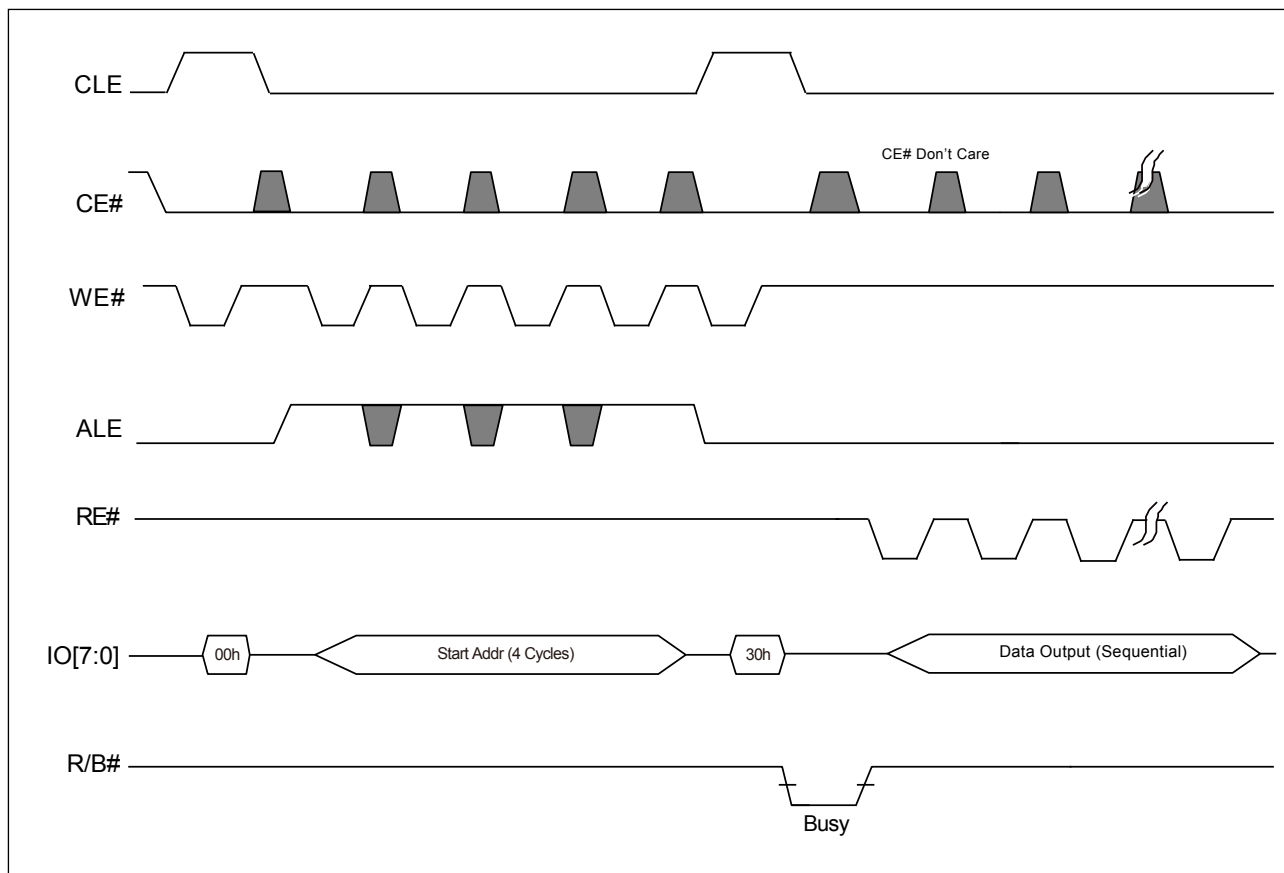 CLE
CE# Don't Care
CE#
WE#
ALE
RE#
IO[7:0]
00h
Start Addr (4 Cycles)
30h
Data Output (Sequential)
R/B#
Busy